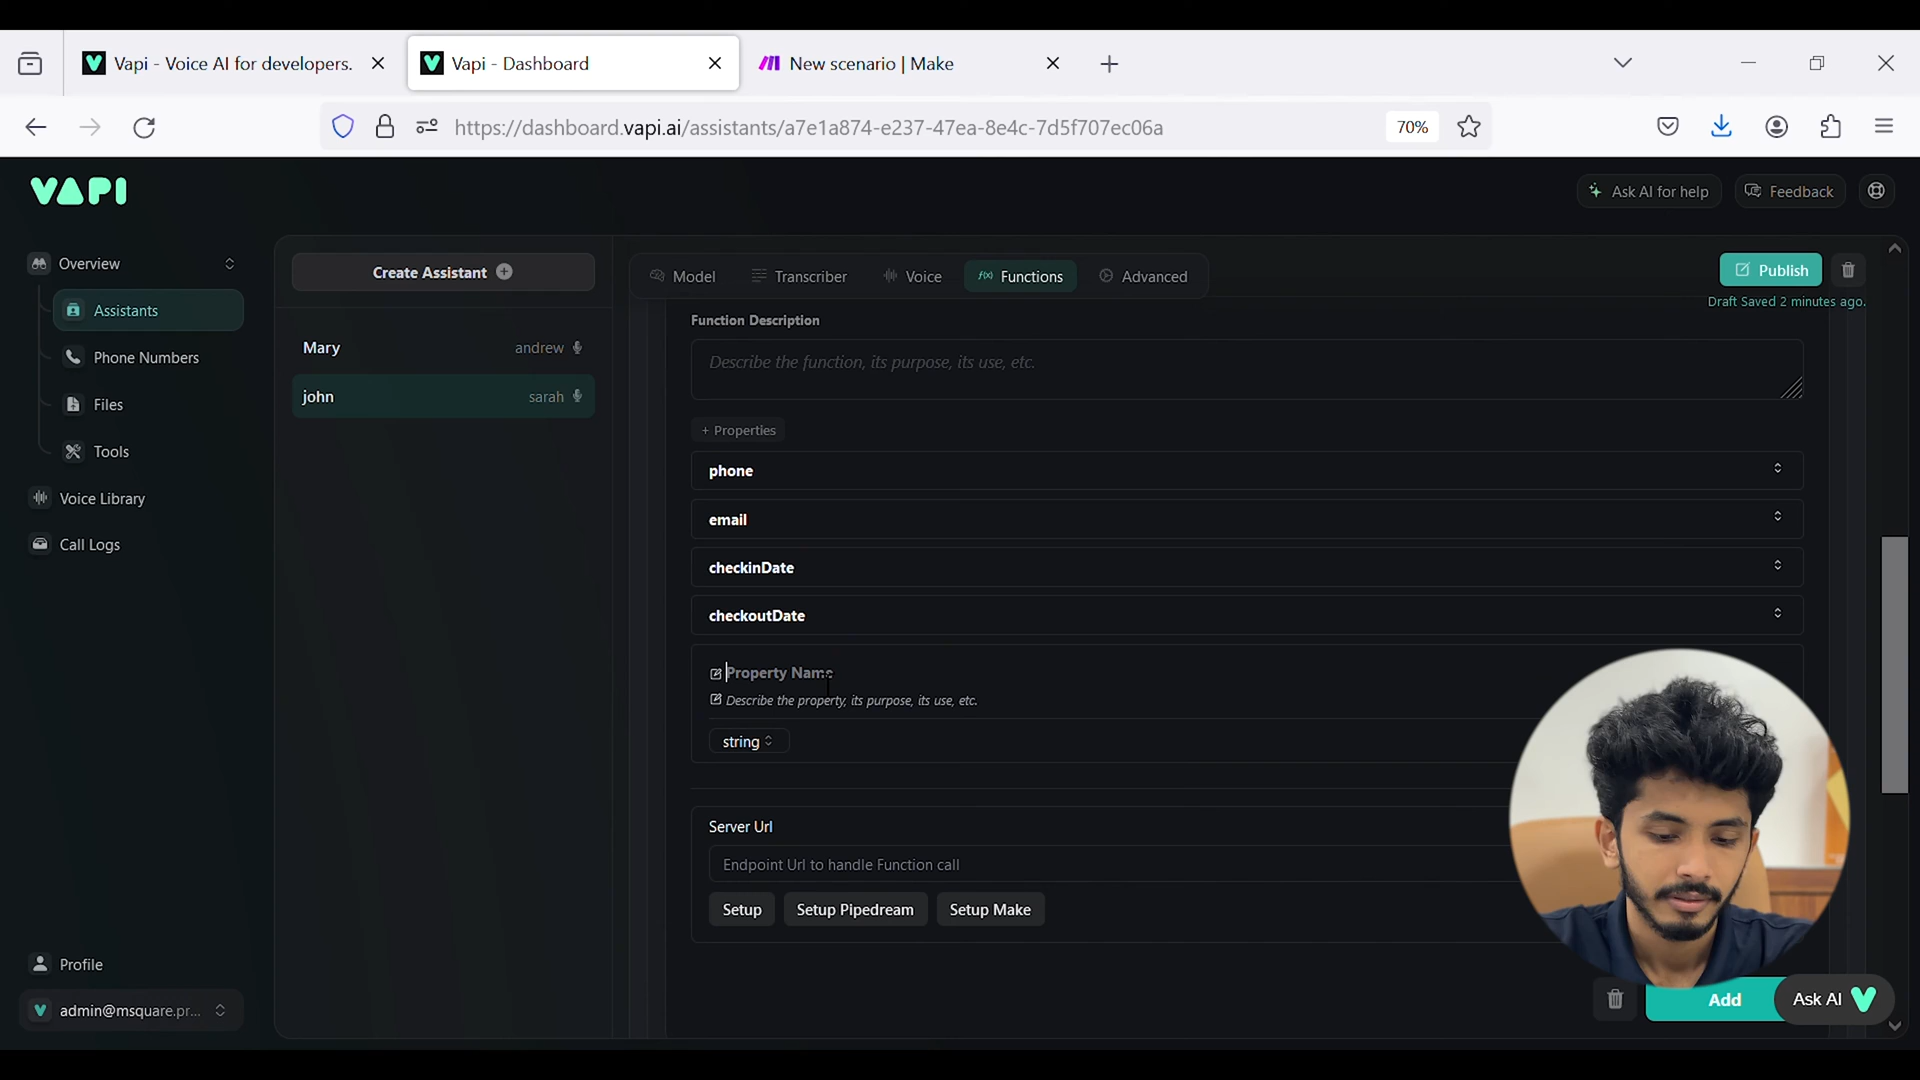 Vapi - Voice AI for developers.
Vapi - Dashboard
New scenario | Make
https://dashboard.vapi.ai/assistants/a7e1a874-e237-47ea-8e4c-7d5f707ec06a
70%
VAPI
Ask AI for help
Feedback
Overview
Assistants
Phone Numbers
Files
Tools
Voice Library
Call Logs
Profile
admin@msquare.pr...
Create Assistant
Mary
andrew
john
sarah
Model
Transcriber
Voice
Functions
Advanced
Publish
Draft Saved 2 minutes ago.
Function Description
Describe the function, its purpose, its use, etc.
+ Properties
phone
email
checkinDate
checkoutDate
Property Name
Describe the property, its purpose, its use, etc.
string
Server Url
Endpoint Url to handle Function call
Setup
Setup Pipedream
Setup Make
Add
Ask AI